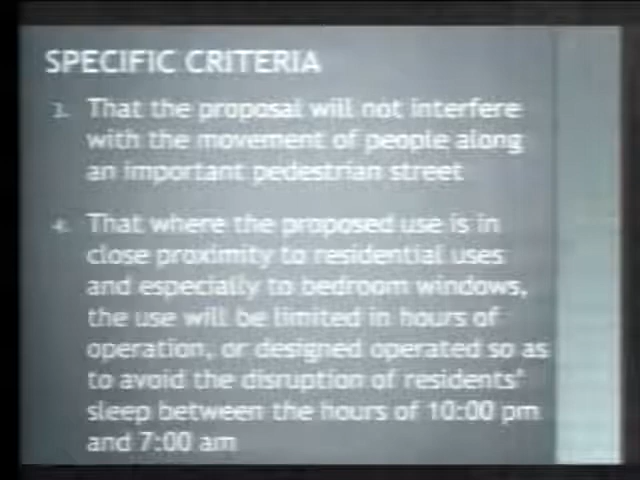 SPECIFIC CRITERIA
3. That the proposal will not interfere
with the movement of people along
an important pedestrian street
4. That where the proposed use is in
close proximity to residential uses
and especially to bedroom windows,
the use will be limited in hours of
operation, or designed operated so as
to avoid the disruption of residents'
sleep between the hours of 10:00 pm
and 7:00 am